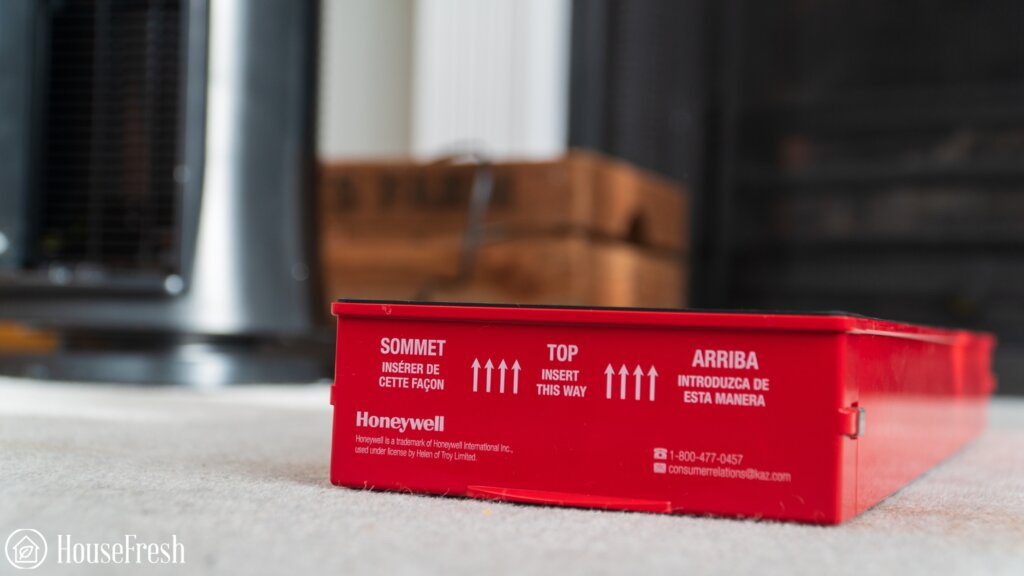 SOMMET
INSÉRER DE
CETTE FAÇON
TOP
INSERT
THIS WAY
ARRIBA
INTRODUZCA DE
ESTA MANERA
Honeywell
Honeywell is a trademark of Honeywell International Inc.,
used under license by Helen of Troy Limited.
1-800-477-0457
consumerrelations@kaz.com
HouseFresh